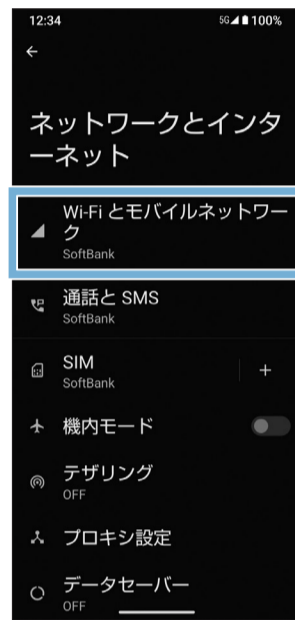 12:34 5G 100%
ネットワークとインタ
ーネット
Wi-Fi とモバイルネットワー
ク
SoftBank
通話と SMS
SoftBank
SIM
SoftBank
+
機内モード
テザリング
OFF
プロキシ設定
データセーバー
OFF